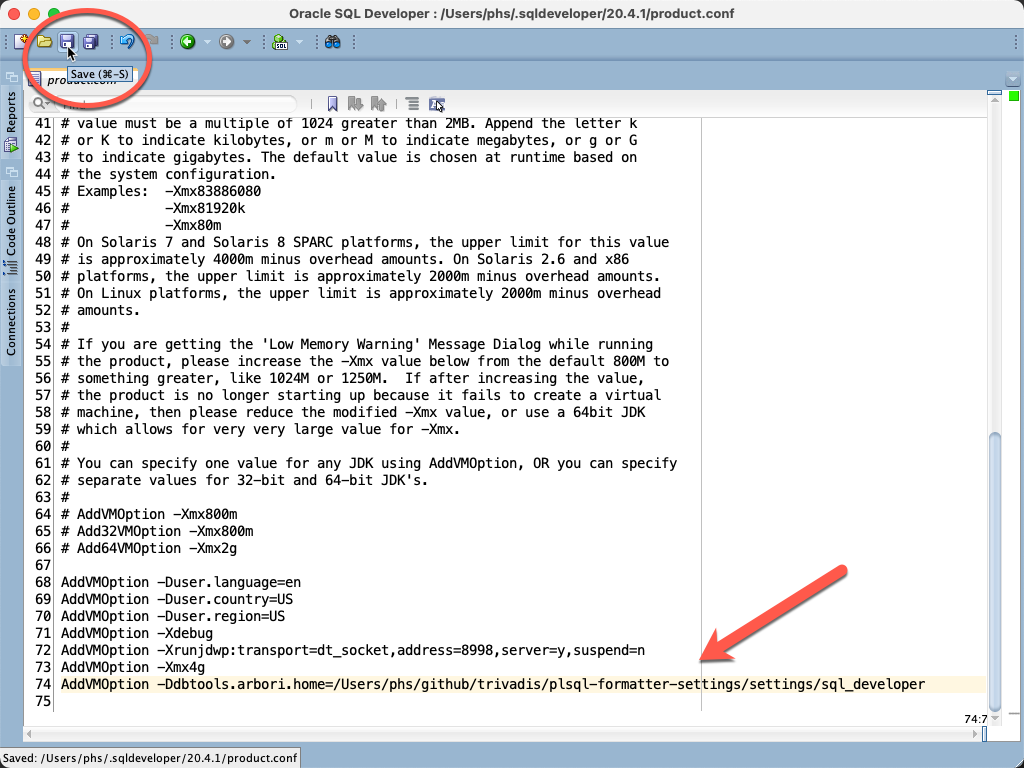 Oracle SQL Developer : /Users/phs/.sqldeveloper/20.4.1/product.conf
SQL
Save (⌘-S)
product.conf
Find
Reports
Code Outline
Connections
41 # value must be a multiple of 1024 greater than 2MB. Append the letter k
42 # or K to indicate kilobytes, or m or M to indicate megabytes, or g or G
43 # to indicate gigabytes. The default value is chosen at runtime based on
44 # the system configuration.
45 # Examples:  -Xmx83886080
46 #            -Xmx81920k
47 #            -Xmx80m
48 # On Solaris 7 and Solaris 8 SPARC platforms, the upper limit for this value
49 # is approximately 4000m minus overhead amounts. On Solaris 2.6 and x86
50 # platforms, the upper limit is approximately 2000m minus overhead amounts.
51 # On Linux platforms, the upper limit is approximately 2000m minus overhead
52 # amounts.
53 #
54 # If you are getting the 'Low Memory Warning' Message Dialog while running
55 # the product, please increase the -Xmx value below from the default 800M to
56 # something greater, like 1024M or 1250M.  If after increasing the value,
57 # the product is no longer starting up because it fails to create a virtual
58 # machine, then please reduce the modified -Xmx value, or use a 64bit JDK
59 # which allows for very very large value for -Xmx.
60 #
61 # You can specify one value for any JDK using AddVMOption, OR you can specify
62 # separate values for 32-bit and 64-bit JDK's.
63 #
64 # AddVMOption -Xmx800m
65 # Add32VMOption -Xmx800m
66 # Add64VMOption -Xmx2g
67
68 AddVMOption -Duser.language=en
69 AddVMOption -Duser.country=US
70 AddVMOption -Duser.region=US
71 AddVMOption -Xdebug
72 AddVMOption -Xrunjdwp:transport=dt_socket,address=8998,server=y,suspend=n
73 AddVMOption -Xmx4g
74 AddVMOption -Ddbtools.arbori.home=/Users/phs/github/trivadis/plsql-formatter-settings/settings/sql_developer
75
74:7
Saved: /Users/phs/.sqldeveloper/20.4.1/product.conf